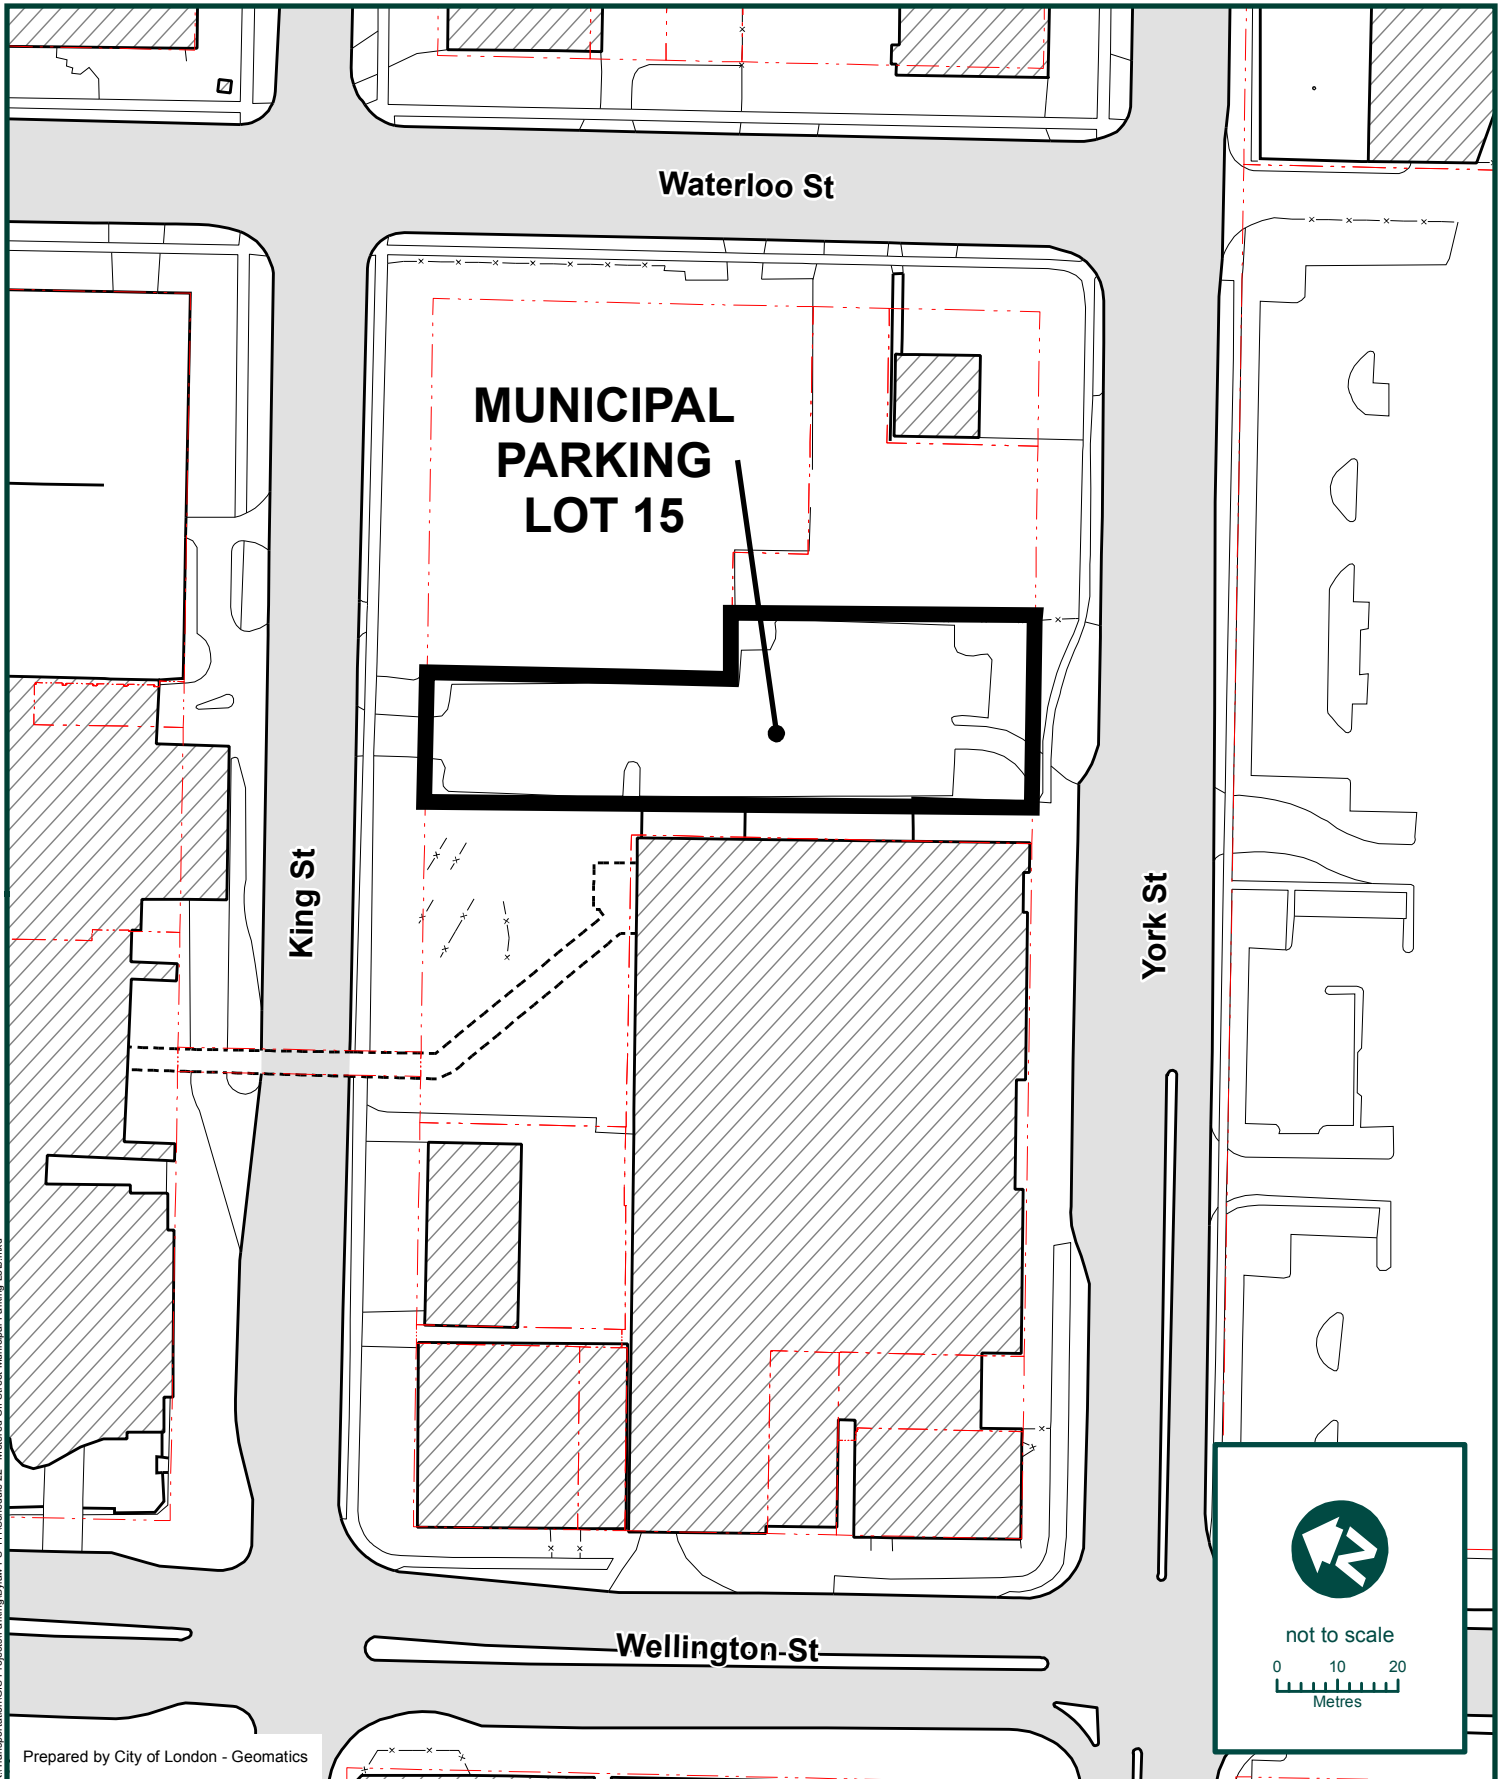 Waterloo St
MUNICIPAL
PARKING
LOT 15
King St
York St
Wellington St
N
not to scale
0 10 20
Metres
Prepared by City of London - Geomatics